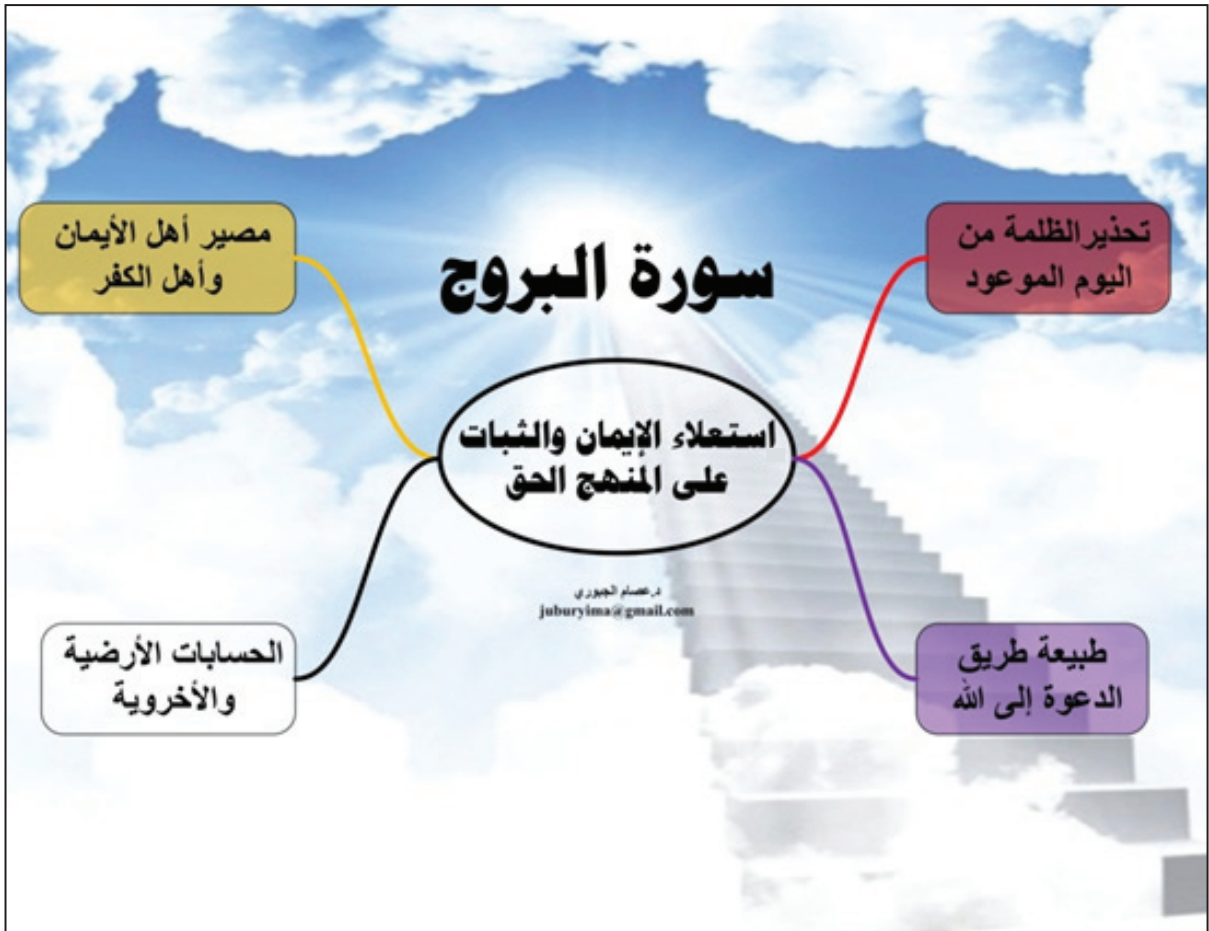 سورة البروج
استعلاء الإيمان والثبات
على المنهج الحق
تحذير الظلمة من
اليوم الموعود
طبيعة طريق
الدعوة إلى الله
مصير أهل الأيمان
وأهل الكفر
الحسابات الأرضية
والأخروية
د.عصام الجبوري
juburyima@gmail.com